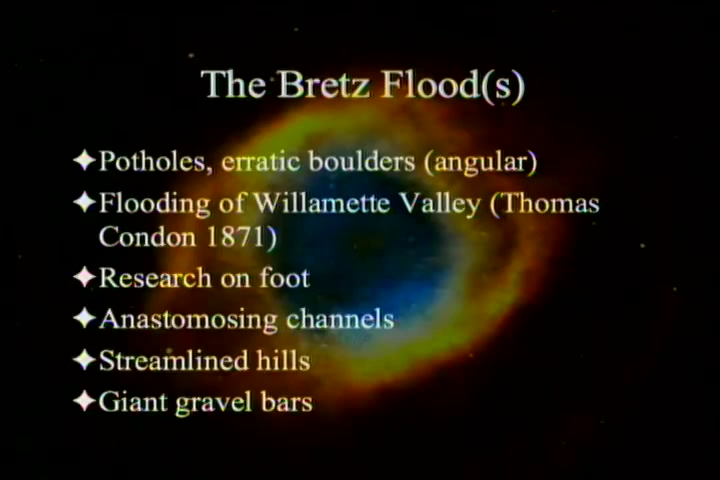 The Bretz Flood(s)
Potholes, erratic boulders (angular)
Flooding of Willamette Valley (Thomas
Condon 1871)
Research on foot
Anastomosing channels
Streamlined hills
Giant gravel bars